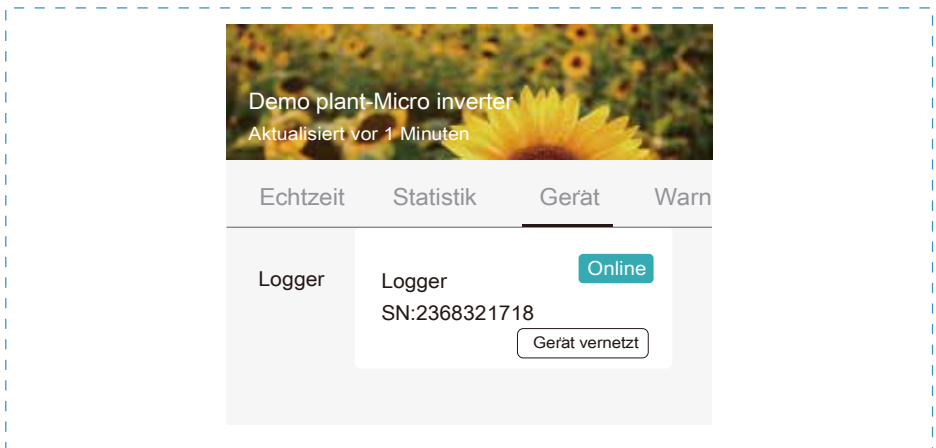 Demo plant-Micro inverter
Aktualisiert vor 1 Minuten
Echtzeit Statistik Gerät Warn
Logger
Logger
Online
SN:2368321718
Gerät vernetzt